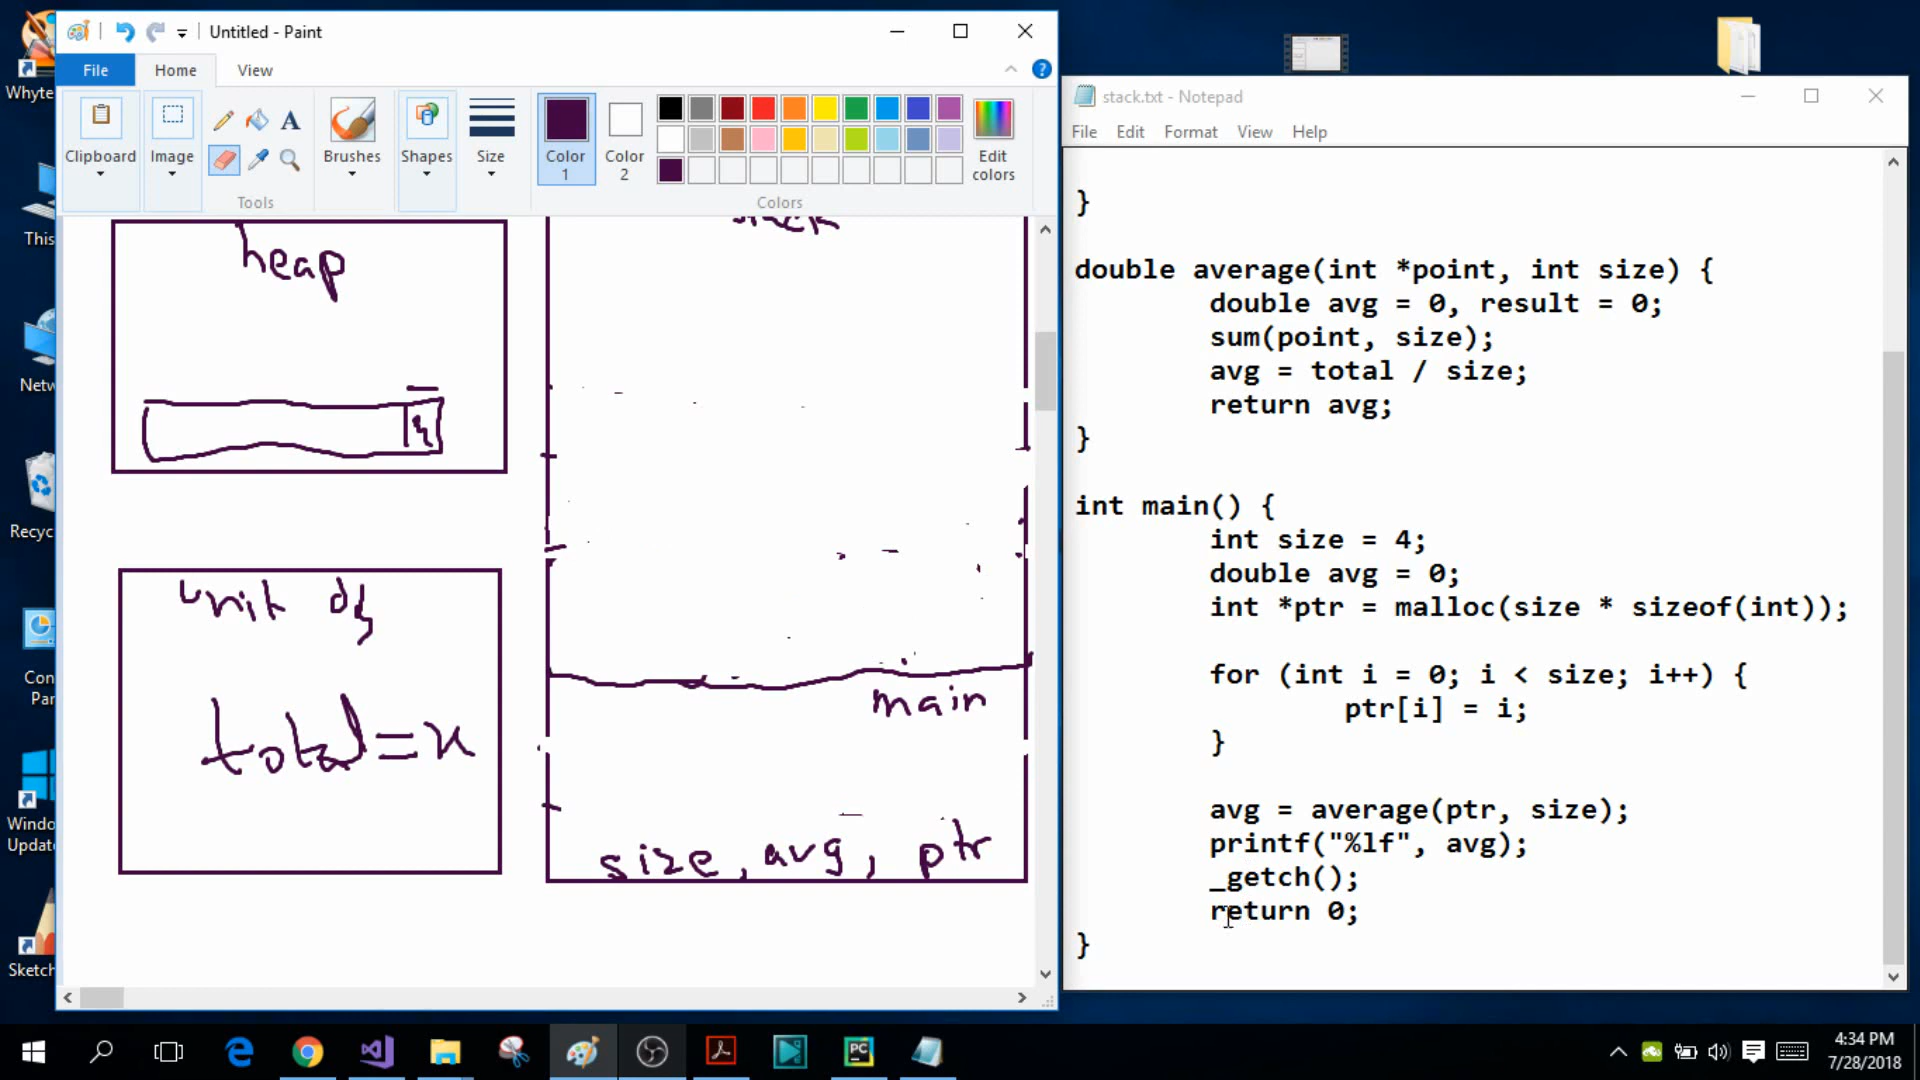 Untitled - Paint
File
Home
View
Clipboard
Image
Tools
Brushes
Shapes
Size
Color
1
Color
2
Edit
colors
Colors
heap
stack
total=x
main
size, avg, ptr
Whyte
This
Netw
Recyc
Con
Par
Windo
Update
Sketch
stack.txt - Notepad
File Edit Format View Help
}
double average(int *point, int size) {
double avg = 0, result = 0;
sum(point, size);
avg = total / size;
return avg;
}
int main() {
int size = 4;
double avg = 0;
int *ptr = malloc(size * sizeof(int));
for (int i = 0; i < size; i++) {
ptr[i] = i;
}
avg = average(ptr, size);
printf("%lf", avg);
_getch();
return 0;
}
4:34 PM
7/28/2018